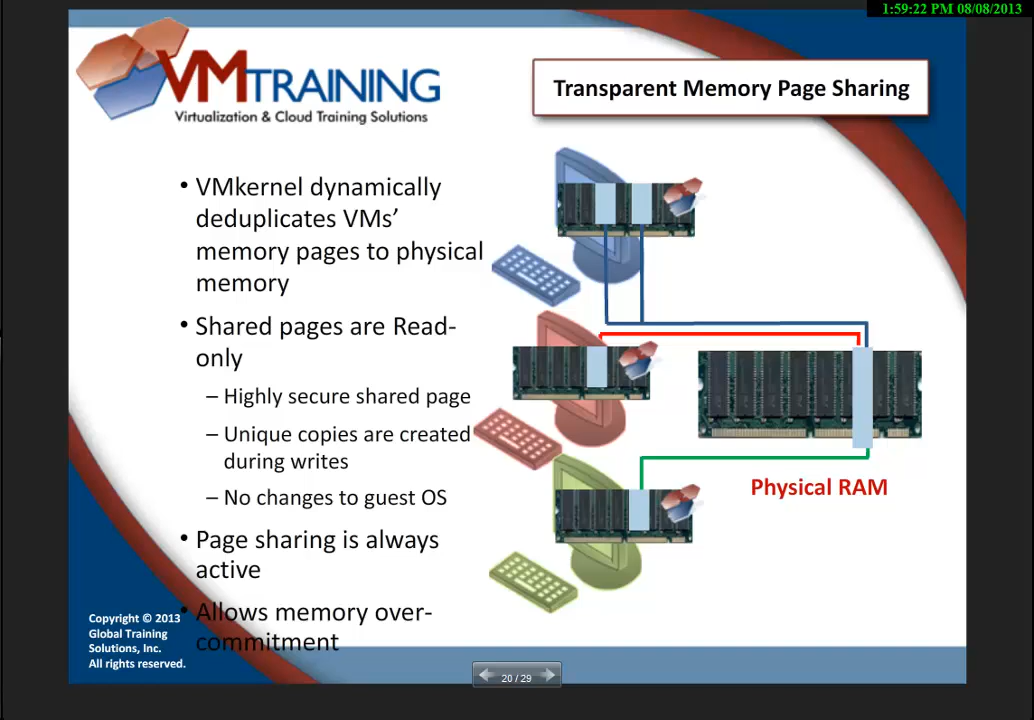 1:59:22 PM 08/08/2013
VMTRAINING
Virtualization & Cloud Training Solutions
Transparent Memory Page Sharing
• VMkernel dynamically
deduplicates VMs’
memory pages to physical
memory
• Shared pages are Read-
only
– Highly secure shared page
– Unique copies are created
during writes
– No changes to guest OS
• Page sharing is always
active
• Allows memory over-
commitment
Physical RAM
Copyright © 2013
Global Training
Solutions, Inc.
All rights reserved.
20 / 29